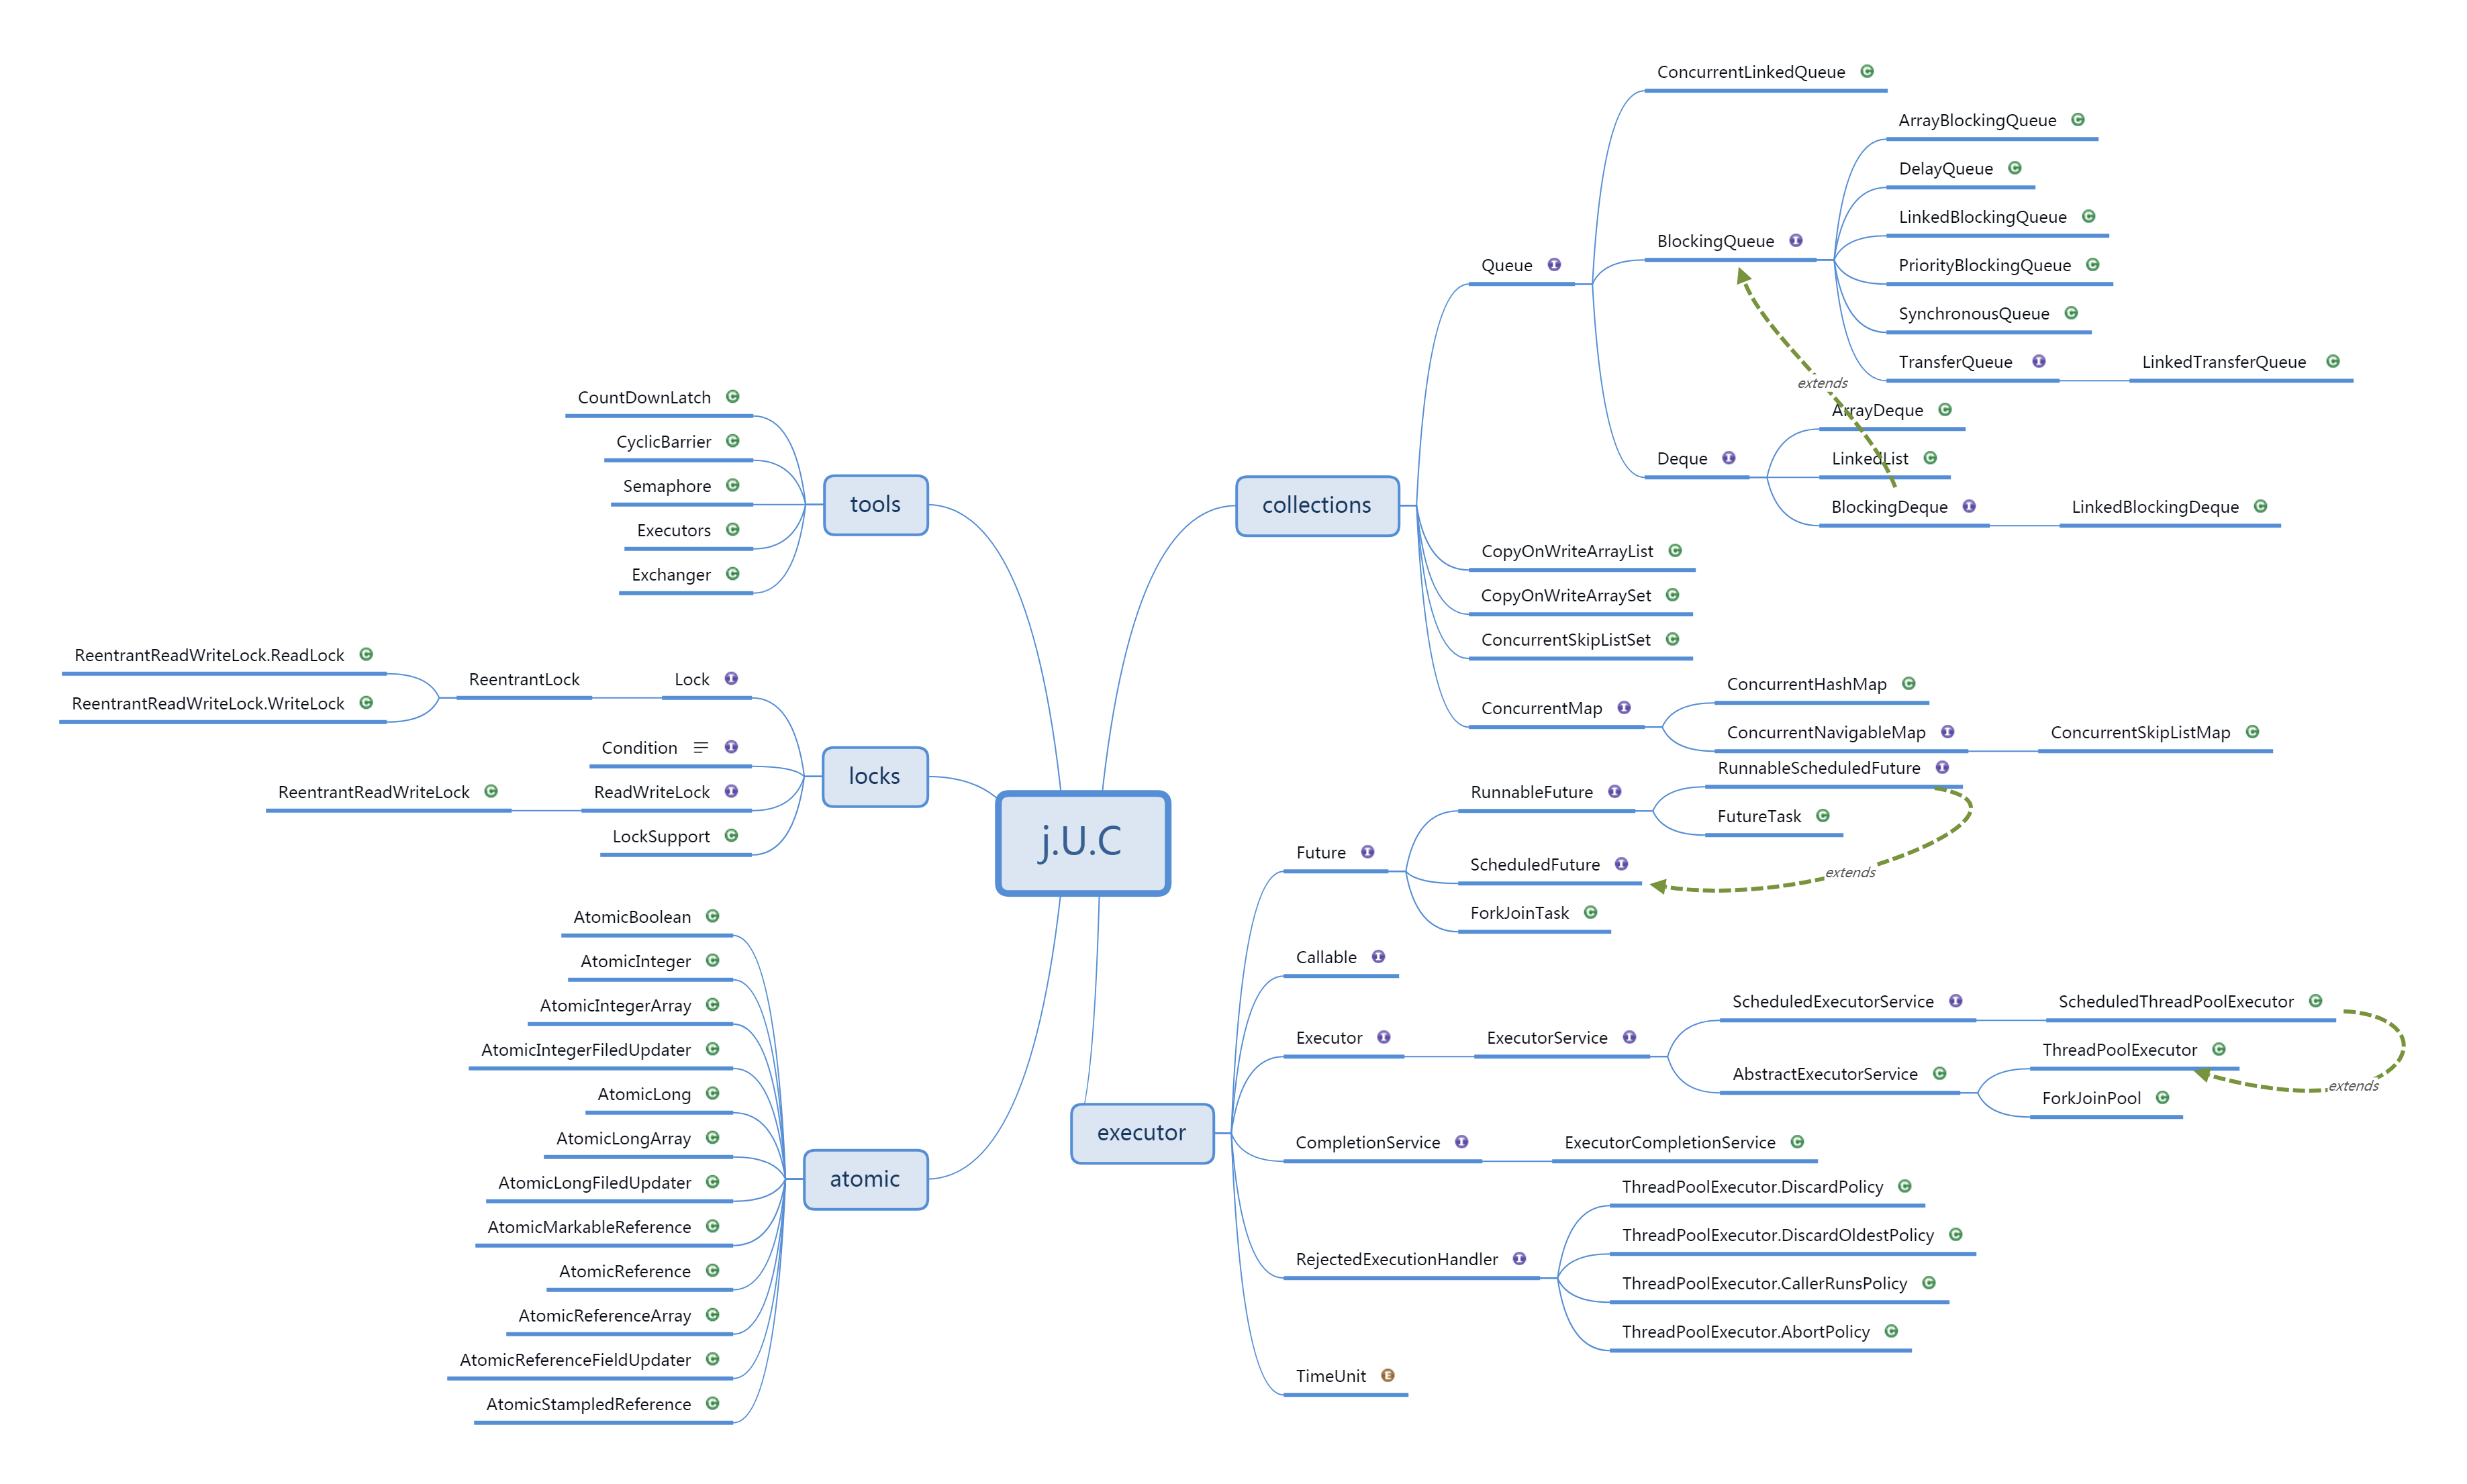 j.U.C
tools
CountDownLatch
CyclicBarrier
Semaphore
Executors
Exchanger
locks
Lock
ReentrantLock
ReentrantReadWriteLock.ReadLock
ReentrantReadWriteLock.WriteLock
Condition
ReadWriteLock
ReentrantReadWriteLock
LockSupport
atomic
AtomicBoolean
AtomicInteger
AtomicIntegerArray
AtomicIntegerFiledUpdater
AtomicLong
AtomicLongArray
AtomicLongFiledUpdater
AtomicMarkableReference
AtomicReference
AtomicReferenceArray
AtomicReferenceFieldUpdater
AtomicStampedReference
collections
Queue
ConcurrentLinkedQueue
BlockingQueue
ArrayBlockingQueue
DelayQueue
LinkedBlockingQueue
PriorityBlockingQueue
SynchronousQueue
TransferQueue
LinkedTransferQueue
extends
Deque
ArrayDeque
LinkedList
BlockingDeque
LinkedBlockingDeque
CopyOnWriteArrayList
CopyOnWriteArraySet
ConcurrentSkipListSet
ConcurrentMap
ConcurrentHashMap
ConcurrentNavigableMap
ConcurrentSkipListMap
executor
Future
RunnableFuture
RunnableScheduledFuture
FutureTask
ScheduledFuture
extends
ForkJoinTask
Callable
Executor
ExecutorService
ScheduledExecutorService
ScheduledThreadPoolExecutor
AbstractExecutorService
ThreadPoolExecutor
extends
ForkJoinPool
CompletionService
ExecutorCompletionService
RejectedExecutionHandler
ThreadPoolExecutor.DiscardPolicy
ThreadPoolExecutor.DiscardOldestPolicy
ThreadPoolExecutor.CallerRunsPolicy
ThreadPoolExecutor.AbortPolicy
TimeUnit